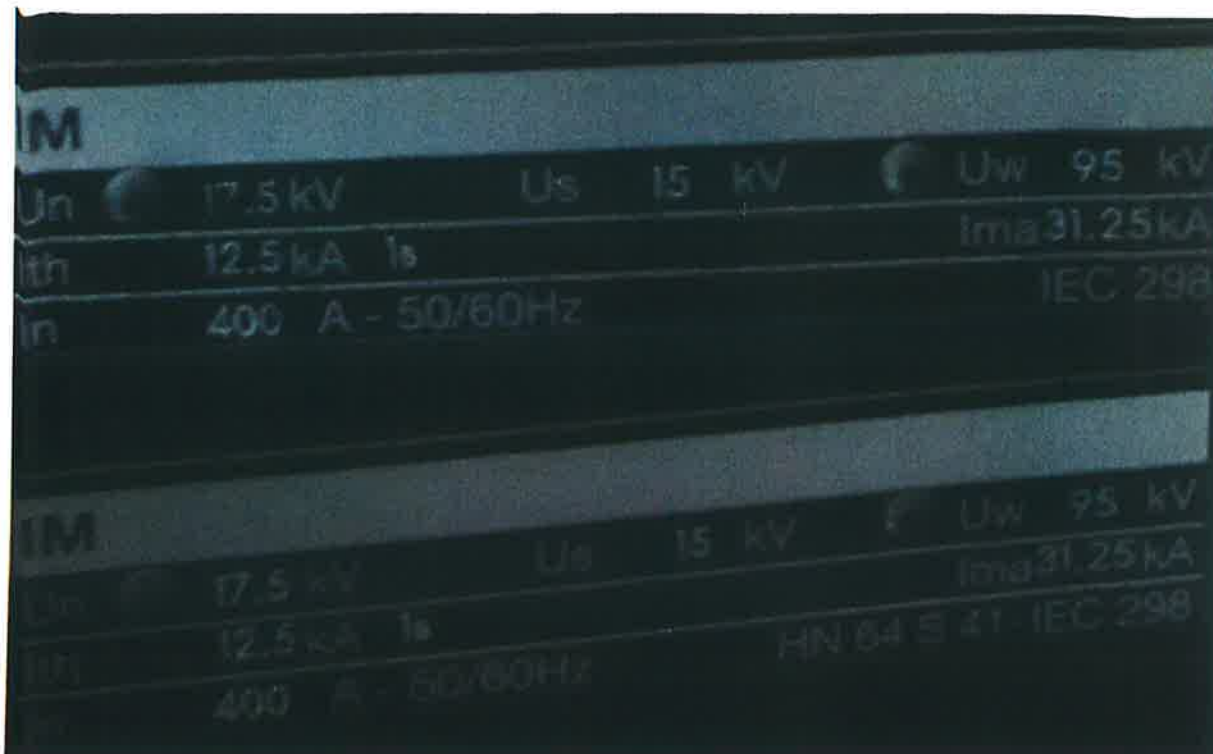 IM
Un 17.5 kV Us 15 kV Uw 95 kV
Ith 12.5 kA 1s Ima 31.25 kA
In 400 A - 50/60Hz IEC 298
IM
Un 17.5 kV Us 15 kV Uw 95 kV
Ith 12.5 kA 1s Ima 31.25 kA
In 400 A - 50/60Hz HN 64 S 41 - IEC 298